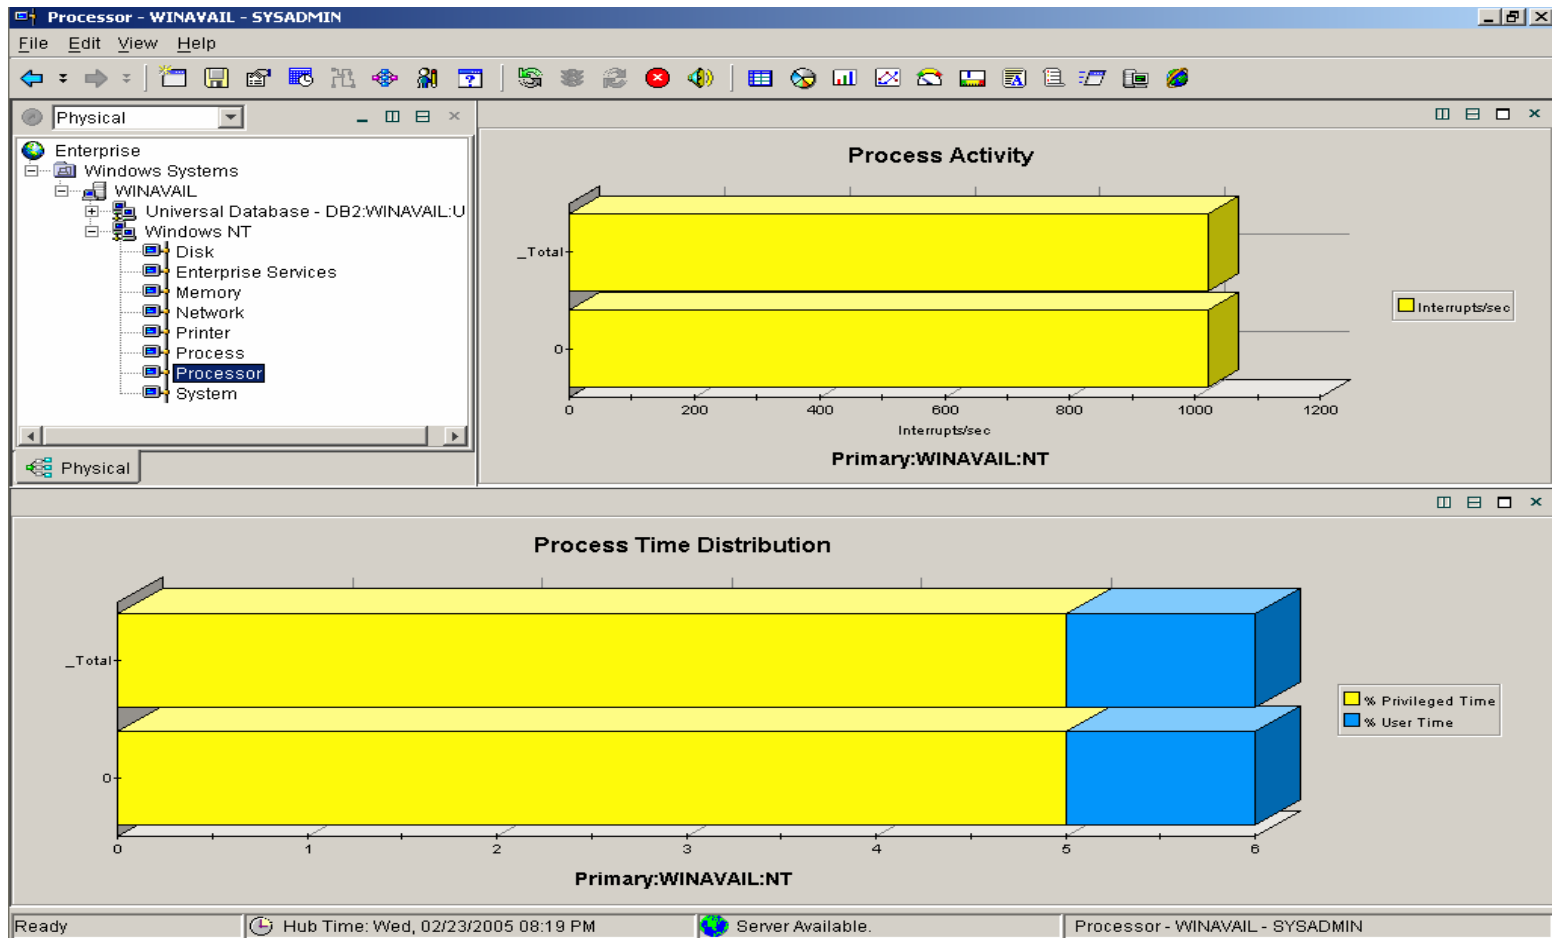 Processor - WINAVAIL - SYSADMIN
File Edit View Help
Physical
Enterprise
Windows Systems
WINAVAIL
Universal Database - DB2:WINAVAIL:U
Windows NT
Disk
Enterprise Services
Memory
Network
Printer
Process
Processor
System
Physical
Process Activity
_Total
0
0 200 400 600 800 1000 1200
Interrupts/sec
Primary:WINAVAIL:NT
Interrupts/sec
Process Time Distribution
_Total
0
0 1 2 3 4 5 6
Primary:WINAVAIL:NT
% Privileged Time
% User Time
Ready Hub Time: Wed, 02/23/2005 08:19 PM Server Available. Processor - WINAVAIL - SYSADMIN